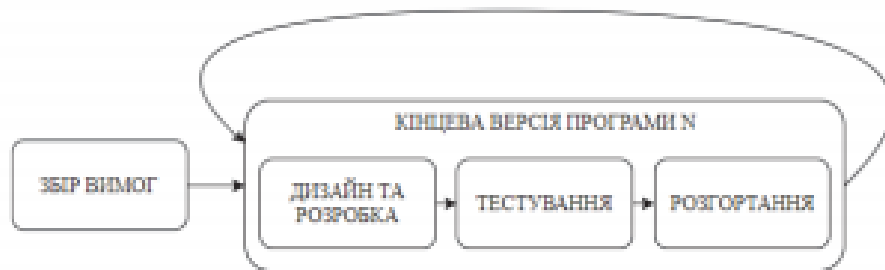 КІНЦЕВА ВЕРСІЯ ПРОГРАМИ N
ЗБІР ВИМОГ
ДИЗАЙН ТА
РОЗРОБКА
ТЕСТУВАННЯ
РОЗГОРТАННЯ